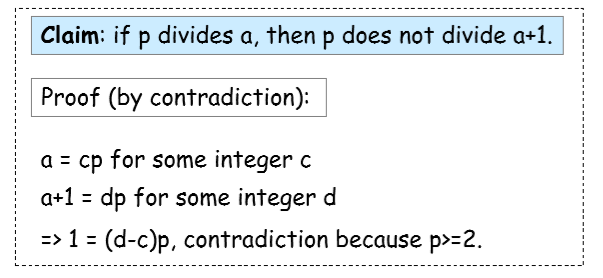 Claim: if p divides a, then p does not divide a+1.
Proof (by contradiction):
a = cp for some integer c
a+1 = dp for some integer d
=> 1 = (d-c)p, contradiction because p>=2.